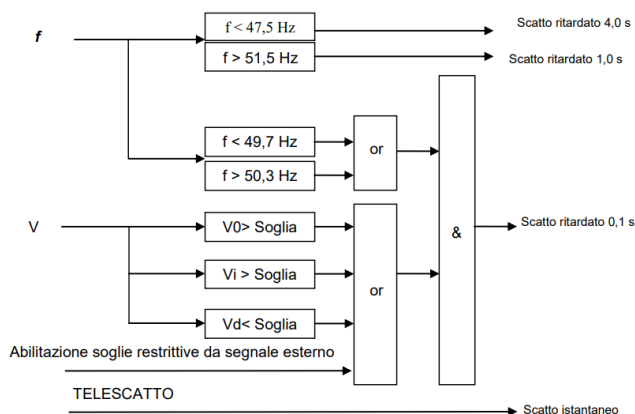 f
f < 47,5 Hz
Scatto ritardato 4,0 s
f > 51,5 Hz
Scatto ritardato 1,0 s
f < 49,7 Hz
or
f > 50,3 Hz
V
V0> Soglia
&
Scatto ritardato 0,1 s
Vi > Soglia
or
Vd< Soglia
Abilitazione soglie restrittive da segnale esterno
TELESCATTO
Scatto istantaneo